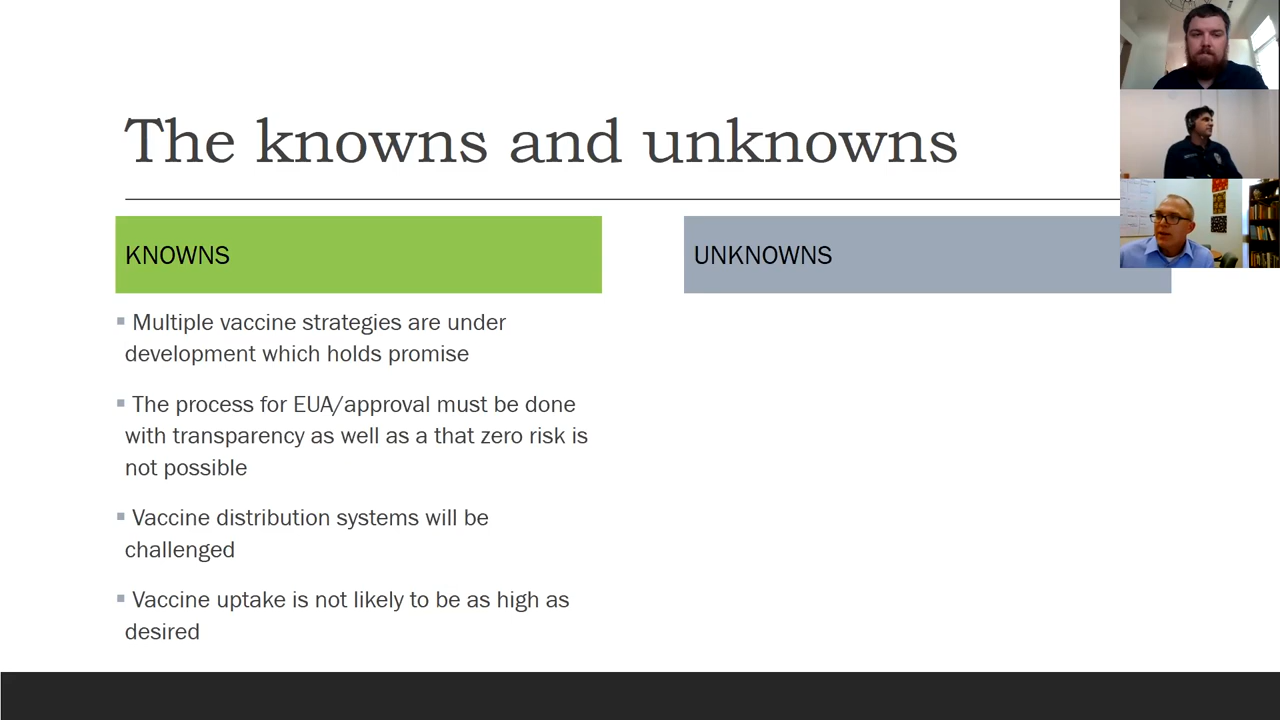 The knowns and unknowns
KNOWNS
Multiple vaccine strategies are under
development which holds promise
The process for EUA/approval must be done
with transparency as well as a that zero risk is
not possible
Vaccine distribution systems will be
challenged
Vaccine uptake is not likely to be as high as
desired
UNKNOWNS